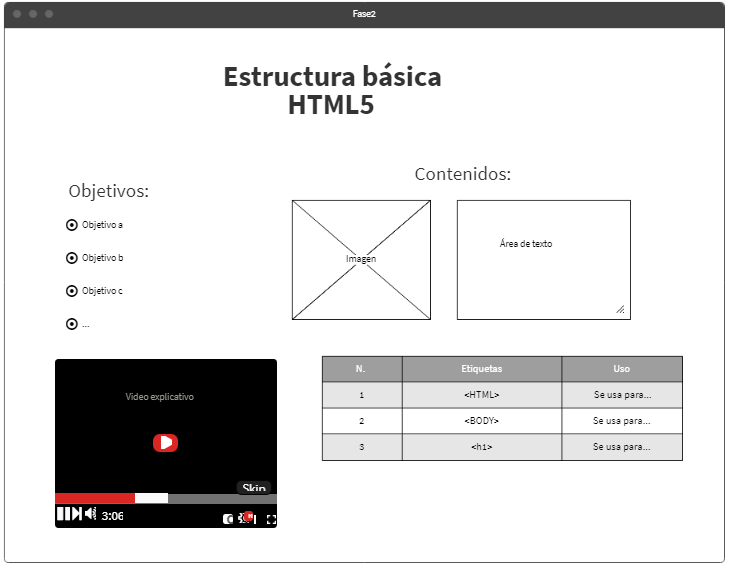 Fase2
Estructura básica
HTML5
Objetivos:
Objetivo a
Objetivo b
Objetivo c
...
Contenidos:
Imagen
Área de texto
Video explicativo
Skip
3:06
N. Etiquetas Uso
1 <HTML> Se usa para...
2 <BODY> Se usa para...
3 <h1> Se usa para...